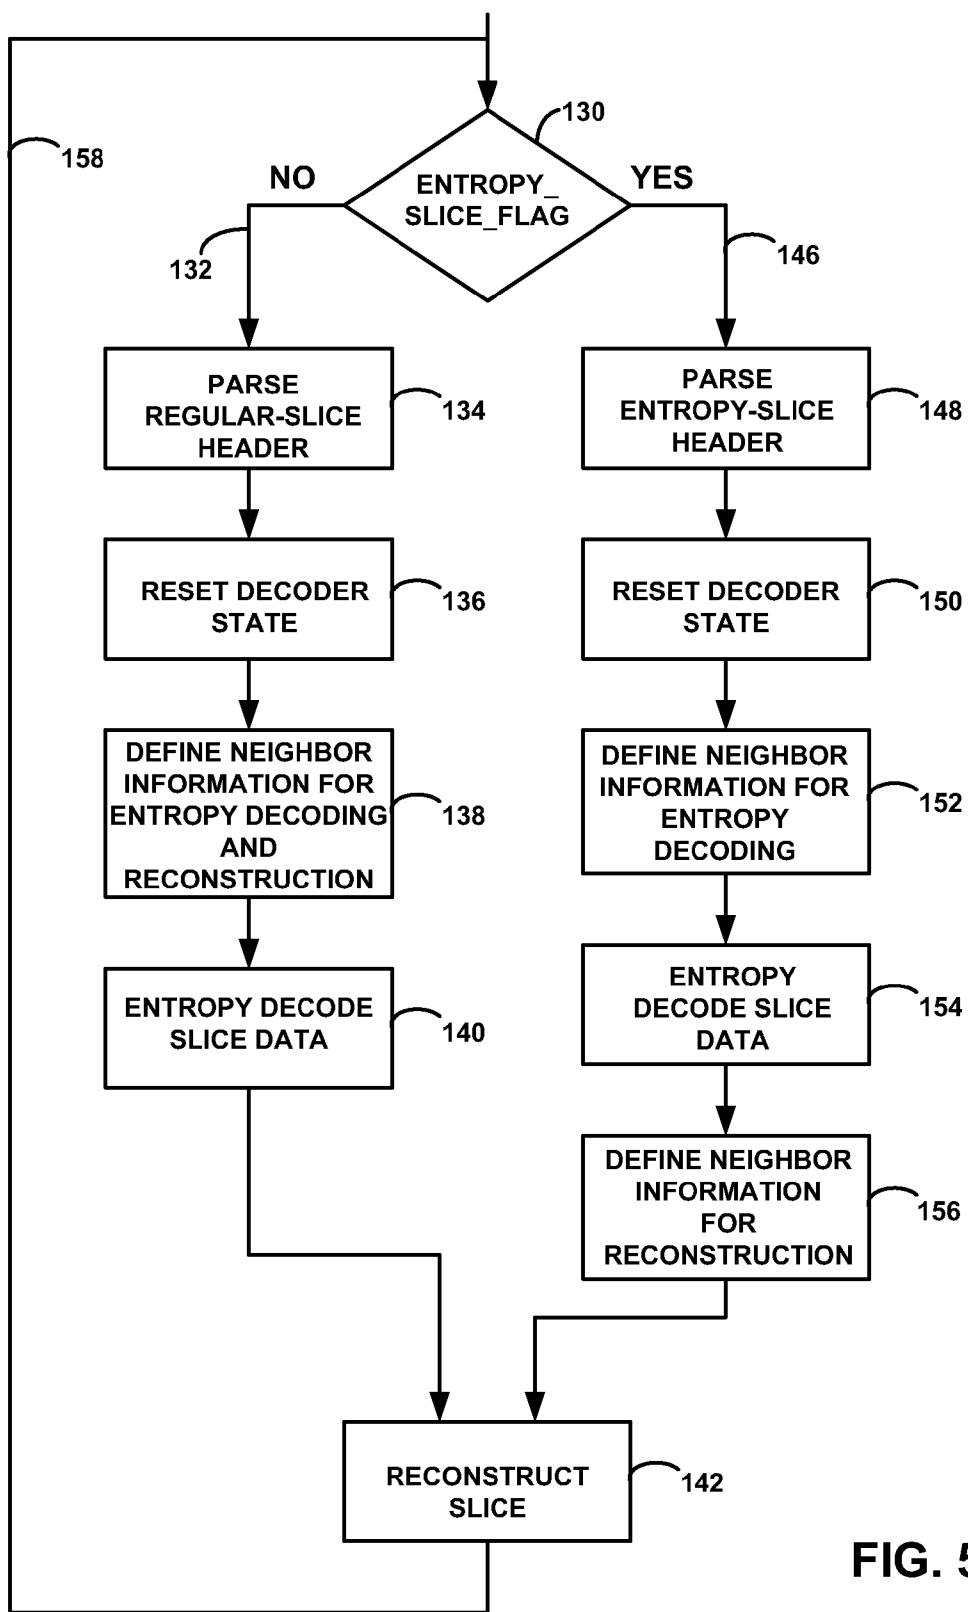 130
158
NO
YES
ENTROPY_
SLICE_FLAG
132
146
PARSE
REGULAR-SLICE
HEADER
134
PARSE
ENTROPY-SLICE
HEADER
148
RESET DECODER
STATE
136
RESET DECODER
STATE
150
DEFINE NEIGHBOR
INFORMATION FOR
ENTROPY DECODING
AND
RECONSTRUCTION
138
DEFINE NEIGHBOR
INFORMATION FOR
ENTROPY
DECODING
152
ENTROPY DECODE
SLICE DATA
140
ENTROPY
DECODE SLICE
DATA
154
DEFINE NEIGHBOR
INFORMATION
FOR
RECONSTRUCTION
156
RECONSTRUCT
SLICE
142
FIG. 5